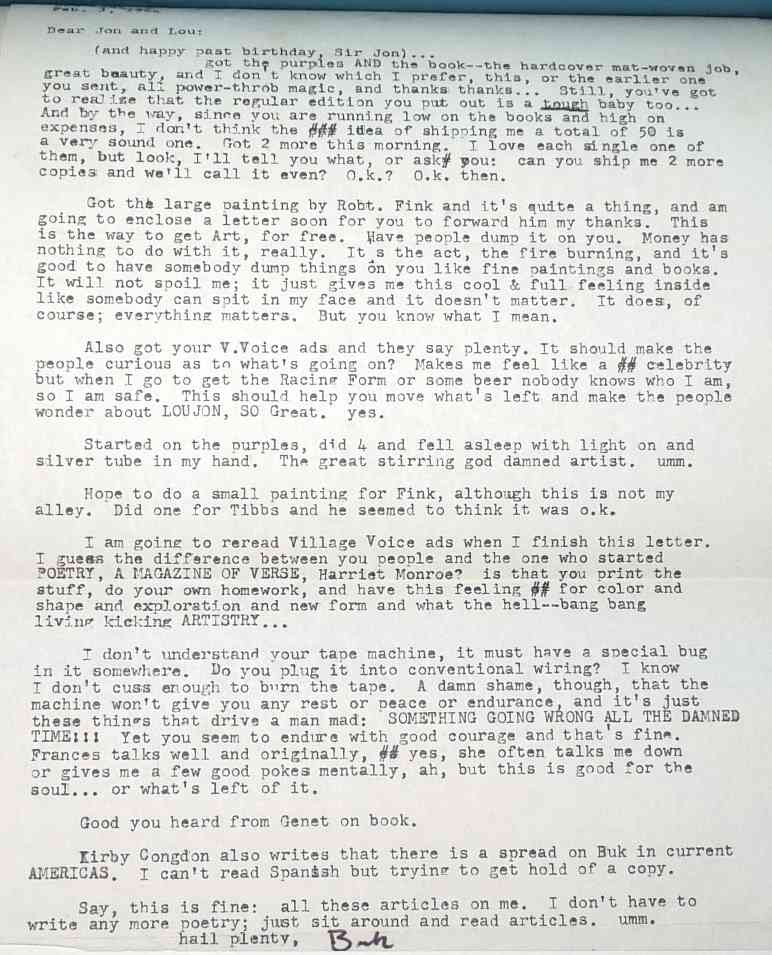 Dear Jon and Lou:
(and happy past birthday, Sir Jon)...
got the purples AND the book--the hardcover mat-woven job,
great beauty, and I don't know which I prefer, this, or the earlier one
you sent, all power-throb magic, and thanks thanks... Still, you've got
to realize that the regular edition you put out is a tough baby too...
And by the way, since you are running low on the books and high on
expenses, I don't think the ### idea of shipping me a total of 50 is
a very sound one. Got 2 more this morning. I love each single one of
them, but look, I'll tell you what, or ask# you: can you ship me 2 more
copies and we'll call it even? O.k.? O.k. then.
Got the large painting by Robt. Fink and it's quite a thing, and am
going to enclose a letter soon for you to forward him my thanks. This
is the way to get Art, for free. Have people dump it on you. Money has
nothing to do with it, really. It s the act, the fire burning, and it's
good to have somebody dump things on you like fine paintings and books.
It will not spoil me; it just gives me this cool & full feeling inside
like somebody can spit in my face and it doesn't matter. It does, of
course; everything matters. But you know what I mean.
Also got your V.Voice ads and they say plenty. It should make the
people curious as to what's going on? Makes me feel like a ## celebrity
but when I go to get the Racing Form or some beer nobody knows who I am,
so I am safe. This should help you move what's left and make the people
wonder about LOUJON, SO Great. yes.
Started on the purples, did 4 and fell asleep with light on and
silver tube in my hand. The great stirring god damned artist. umm.
Hope to do a small painting for Fink, although this is not my
alley. Did one for Tibbs and he seemed to think it was o.k.
I am going to reread Village Voice ads when I finish this letter.
I guess the difference between you people and the one who started
POETRY, A MAGAZINE OF VERSE, Harriet Monroe? is that you print the
stuff, do your own homework, and have this feeling ## for color and
shape and exploration and new form and what the hell--bang bang
living kicking ARTISTRY...
I don't understand your tape machine, it must have a special bug
in it somewhere. Do you plug it into conventional wiring? I know
I don't cuss enough to burn the tape. A damn shame, though, that the
machine won't give you any rest or peace or endurance, and it's just
these things that drive a man mad: SOMETHING GOING WRONG ALL THE DAMNED
TIME!!! Yet you seem to endure with good courage and that's fine.
Frances talks well and originally, ## yes, she often talks me down
or gives me a few good pokes mentally, ah, but this is good for the
soul... or what's left of it.
Good you heard from Genet on book.
Kirby Congdon also writes that there is a spread on Buk in current
AMERICAS. I can't read Spanish but trying to get hold of a copy.
Say, this is fine: all these articles on me. I don't have to
write any more poetry; just sit around and read articles. umm.
hail plenty, Buk